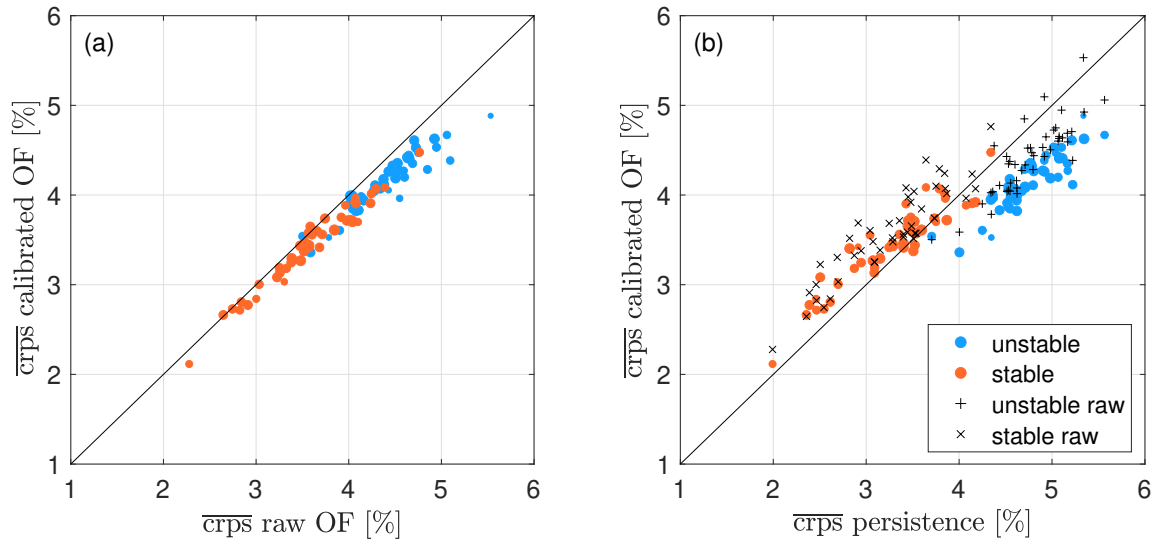 (a)
6
5
4
3
2
1
1 2 3 4 5 6
crps calibrated OF [%]
crps raw OF [%]
(b)
6
5
4
3
2
1
1 2 3 4 5 6
crps calibrated OF [%]
crps persistence [%]
unstable
stable
unstable raw
stable raw